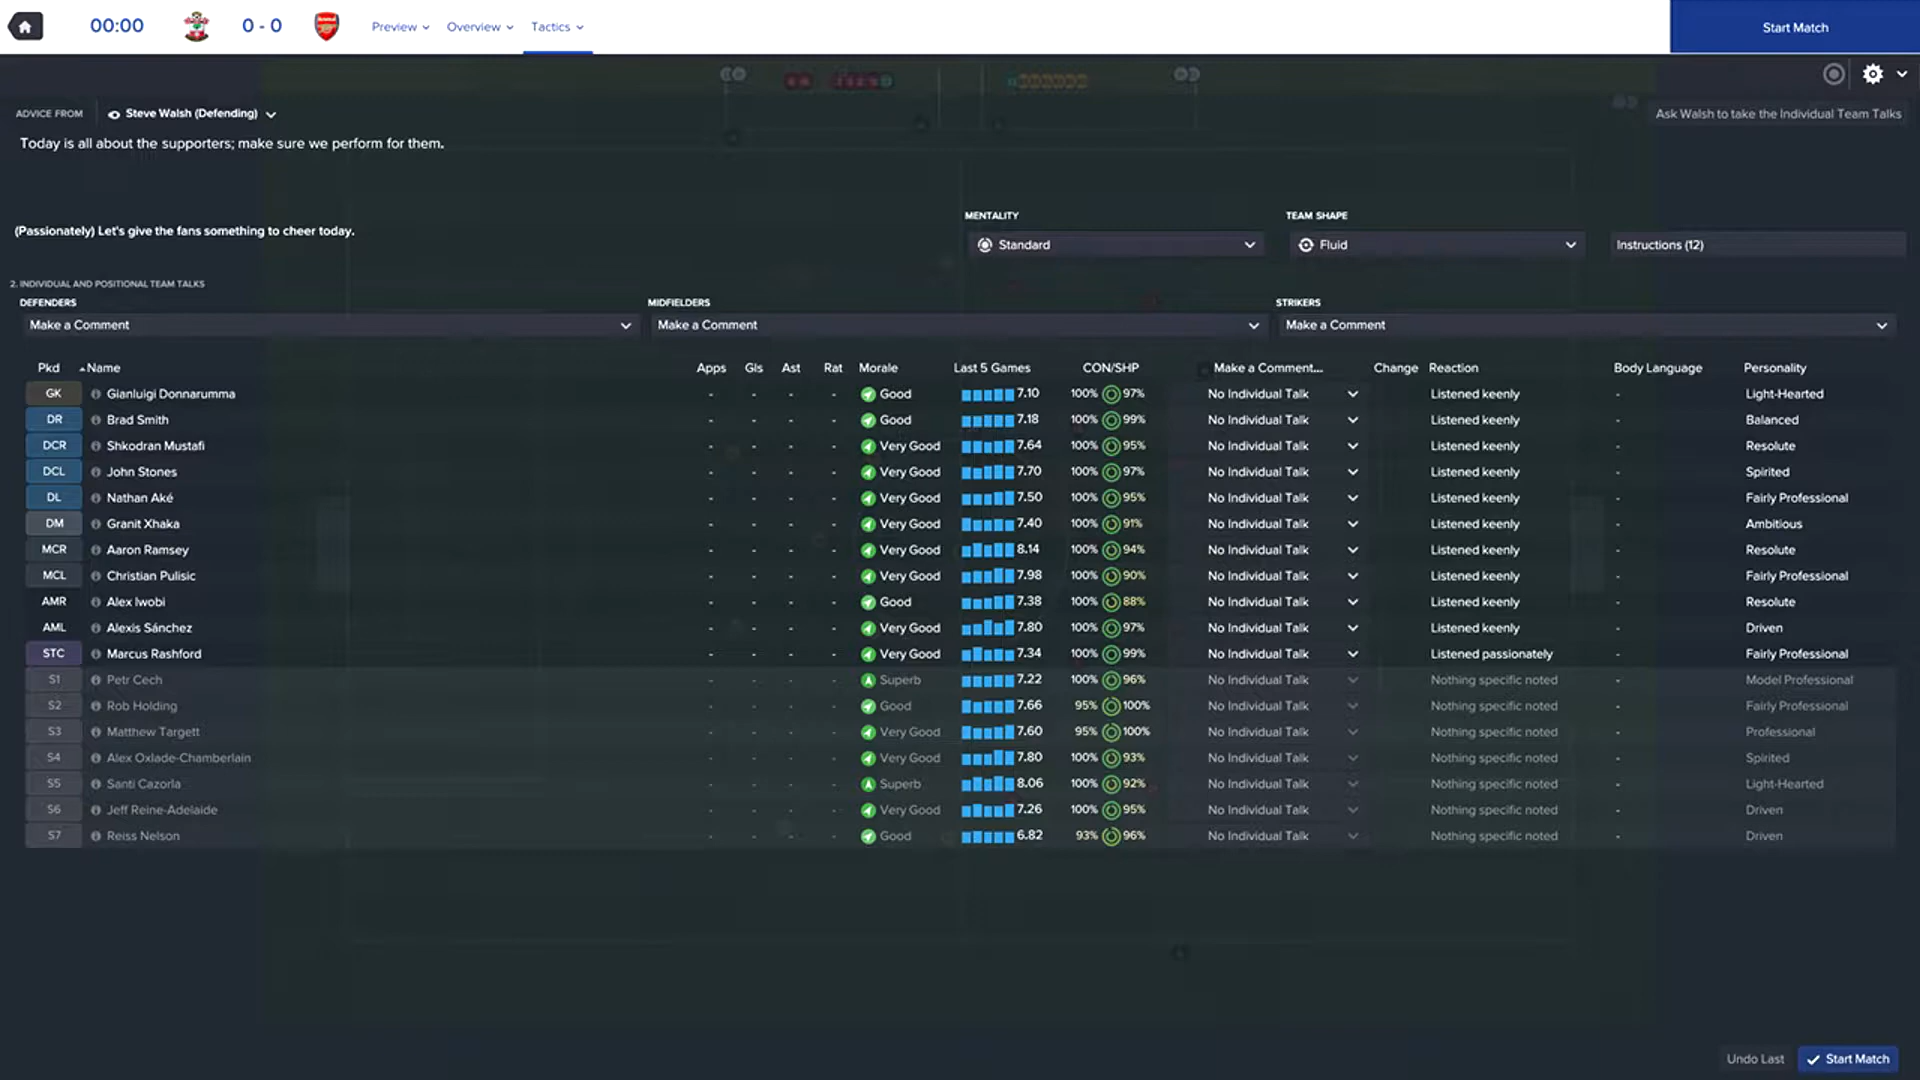 00:00 0 - 0 Preview Overview Tactics Start Match
ADVICE FROM Steve Walsh (Defending) Ask Walsh to take the Individual Team Talks
Today is all about the supporters; make sure we perform for them.
MENTALITY TEAM SHAPE
(Passionately) Let's give the fans something to cheer today. Standard Fluid Instructions (12)
2. INDIVIDUAL AND POSITIONAL TEAM TALKS
DEFENDERS MIDFIELDERS STRIKERS
Make a Comment Make a Comment Make a Comment
Pkd Name Apps Gls Ast Rat Morale Last 5 Games CON/SHP Make a Comment... Change Reaction Body Language Personality
GK Gianluigi Donnarumma - - - - Good 7.10 100% 97% No Individual Talk Listened keenly - Light-Hearted
DR Brad Smith - - - - Good 7.18 100% 99% No Individual Talk Listened keenly - Balanced
DCR Shkodran Mustafi - - - - Very Good 7.64 100% 95% No Individual Talk Listened keenly - Resolute
DCL John Stones - - - - Very Good 7.70 100% 97% No Individual Talk Listened keenly - Spirited
DL Nathan Aké - - - - Very Good 7.50 100% 95% No Individual Talk Listened keenly - Fairly Professional
DM Granit Xhaka - - - - Very Good 7.40 100% 91% No Individual Talk Listened keenly - Ambitious
MCR Aaron Ramsey - - - - Very Good 8.14 100% 94% No Individual Talk Listened keenly - Resolute
MCL Christian Pulisic - - - - Very Good 7.98 100% 90% No Individual Talk Listened keenly - Fairly Professional
AMR Alex Iwobi - - - - Good 7.38 100% 88% No Individual Talk Listened keenly - Resolute
AML Alexis Sánchez - - - - Very Good 7.80 100% 97% No Individual Talk Listened keenly - Driven
STC Marcus Rashford - - - - Very Good 7.34 100% 99% No Individual Talk Listened passionately - Fairly Professional
S1 Petr Cech - - - - Superb 7.22 100% 96% No Individual Talk Nothing specific noted - Model Professional
S2 Rob Holding - - - - Good 7.66 95% 100% No Individual Talk Nothing specific noted - Fairly Professional
S3 Matthew Targett - - - - Very Good 7.60 95% 100% No Individual Talk Nothing specific noted - Professional
S4 Alex Oxlade-Chamberlain - - - - Very Good 7.80 100% 93% No Individual Talk Nothing specific noted - Spirited
S5 Santi Cazorla - - - - Superb 8.06 100% 92% No Individual Talk Nothing specific noted - Light-Hearted
S6 Jeff Reine-Adelaide - - - - Very Good 7.26 100% 95% No Individual Talk Nothing specific noted - Driven
S7 Reiss Nelson - - - - Good 6.82 93% 96% No Individual Talk Nothing specific noted - Driven
Undo Last Start Match